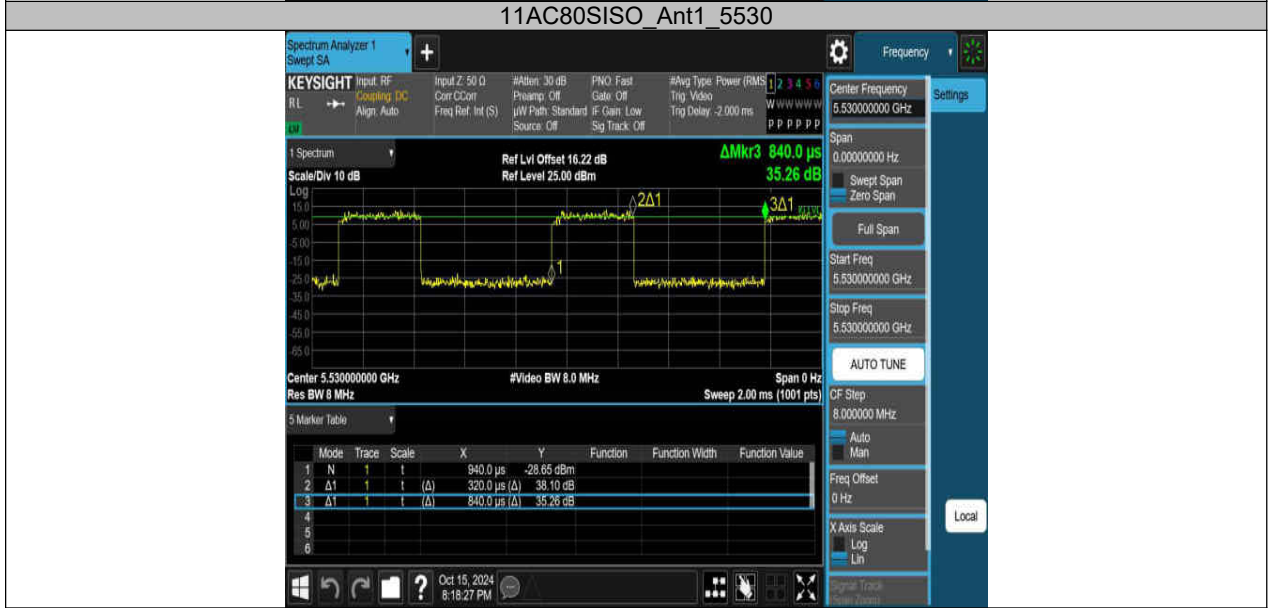 11AC80SISO_Ant1_5530
Spectrum Analyzer 1
Swept SA
+
Frequency
KEYSIGHT
RL
Input: RF
Coupling: DC
Align: Auto
Input Z: 50 Ω
Corr CCorr
Freq Ref: Int (S)
#Atten: 30 dB
Preamp: Off
µW Path: Standard
Source: Off
PNO: Fast
Gate: Off
IF Gain: Low
Sig Track: Off
#Avg Type: Power (RMS
Trig: Video
Trig Delay: -2.000 ms
1 2 3 4 5 6
W W W W W W
P P P P P P
Center Frequency
5.530000000 GHz
Settings
Span
0.00000000 Hz
Swept Span
Zero Span
Full Span
Start Freq
5.530000000 GHz
Stop Freq
5.530000000 GHz
AUTO TUNE
CF Step
8.000000 MHz
Auto
Man
Freq Offset
0 Hz
X Axis Scale
Log
Lin
Signal Track
(Span Zoom)
Local
1 Spectrum
Scale/Div 10 dB
Ref Lvl Offset 16.22 dB
Ref Level 25.00 dBm
ΔMkr3 840.0 µs
35.26 dB
Log
15.0
5.00
-5.00
-15.0
-25.0
-35.0
-45.0
-55.0
-65.0
2Δ1
3Δ1
1
Center 5.530000000 GHz
#Video BW 8.0 MHz
Span 0 Hz
Res BW 8 MHz
Sweep 2.00 ms (1001 pts)
5 Marker Table
Mode Trace Scale X Y Function Function Width Function Value
1 N 1 t 940.0 µs -28.65 dBm
2 Δ1 1 t (Δ) 320.0 µs (Δ) 38.10 dB
3 Δ1 1 t (Δ) 840.0 µs (Δ) 35.26 dB
4
5
6
?
Oct 15, 2024
8:18:27 PM